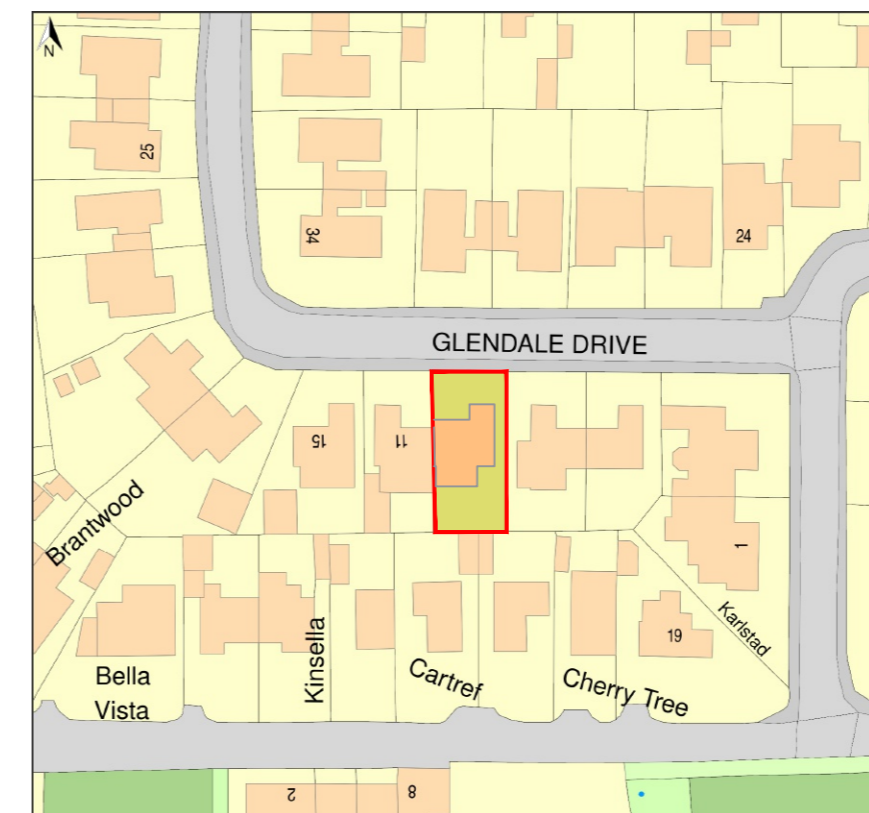 N
25
34
24
GLENDALE DRIVE
15
11
Brantwood
1
Karlstad
19
Kinsella
Cartref
Cherry Tree
Bella
Vista
2
8